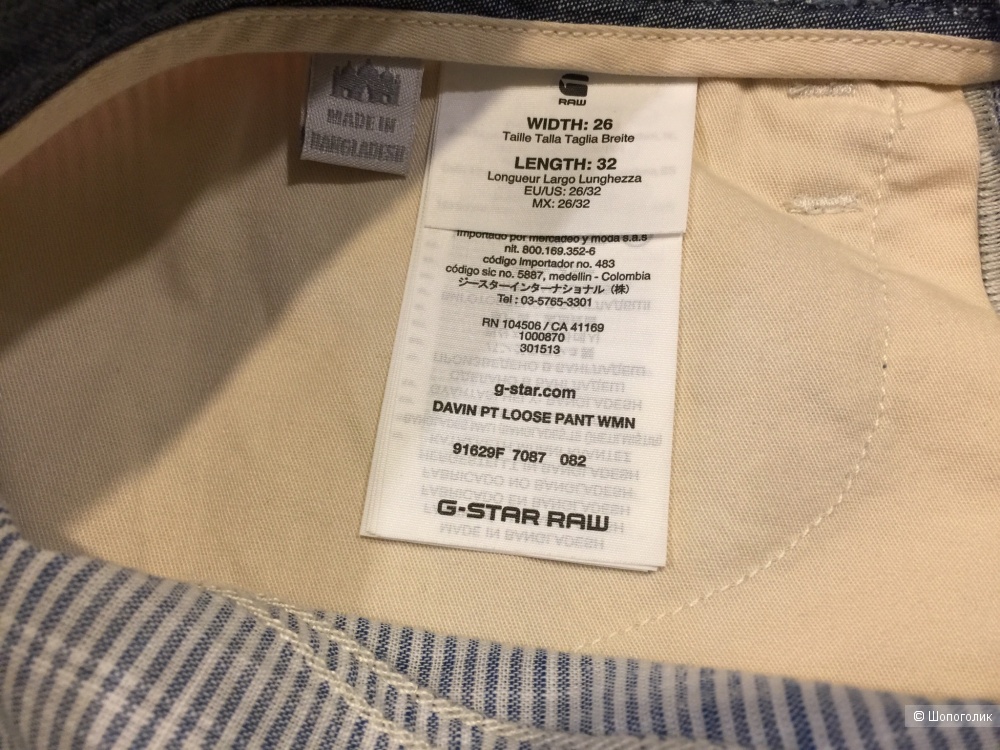 MADE IN
BANGLADESH
RAW
WIDTH: 26
Taille Talla Taglia Breite
LENGTH: 32
Longueur Largo Lunghezza
EU/US: 26/32
MX: 26/32
importado por mercadeo y moda s.a.s
nit. 800.169.352-6
código Importador no. 483
código sic no. 5887, medellin - Colombia
ジースターインターナショナル（株）
Tel : 03-5765-3301
RN 104506 / CA 41169
1000870
301513
g-star.com
DAVIN PT LOOSE PANT WMN
91629F 7087 082
G-STAR RAW
© Шопоголик